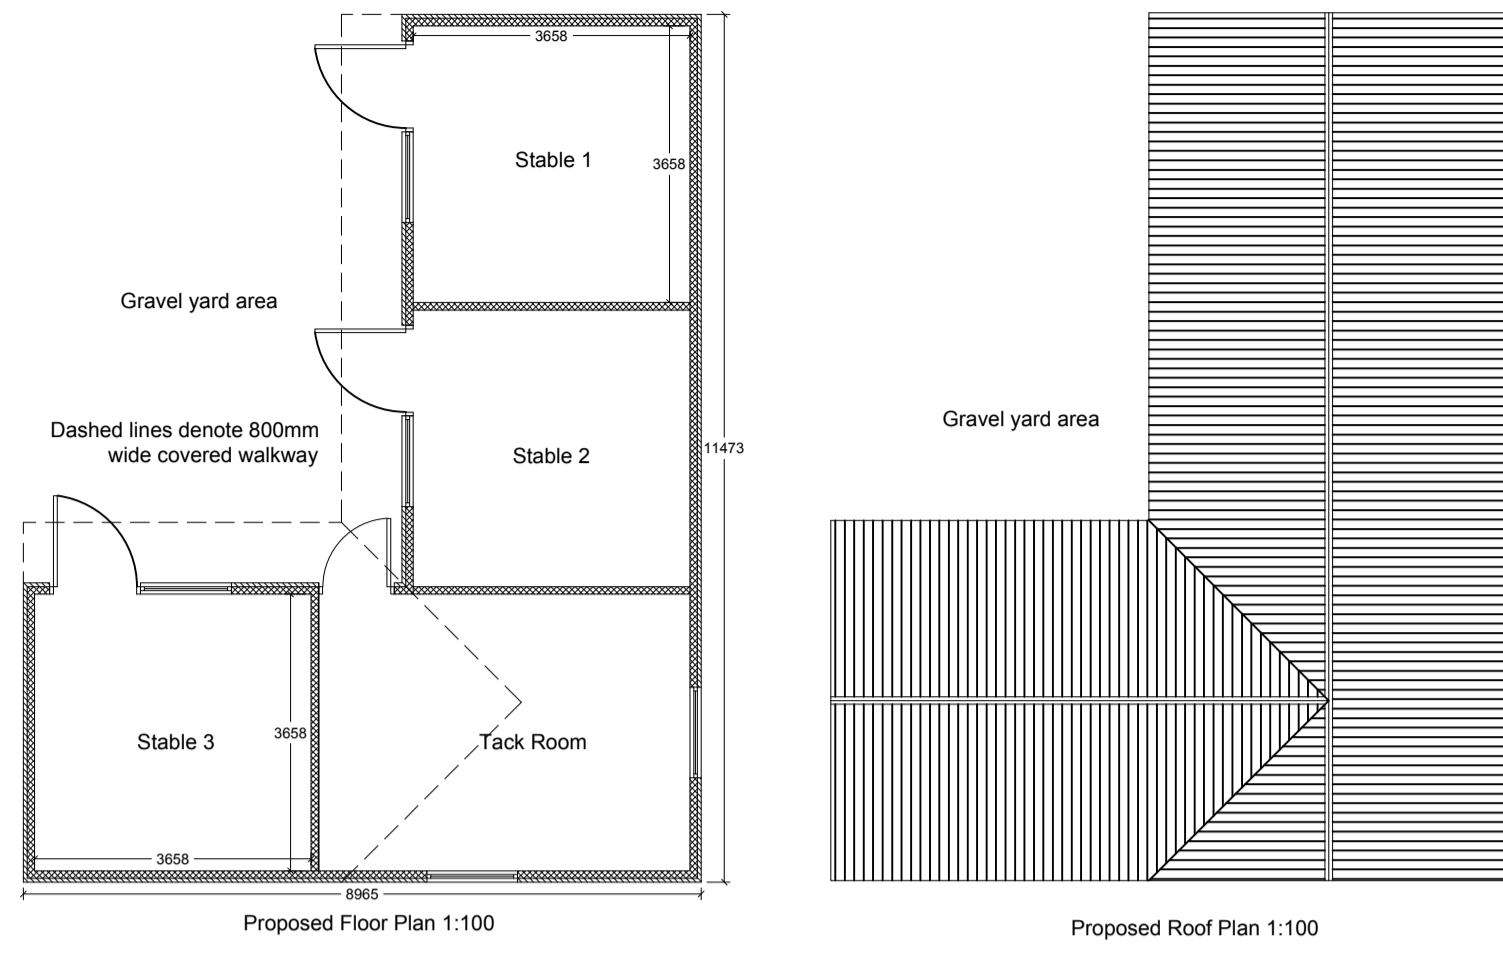 3658
Stable 1
3658
Gravel yard area
Dashed lines denote 800mm
wide covered walkway
Stable 2
11473
Stable 3
3658
Tack Room
3658
8965
Proposed Floor Plan 1:100
Gravel yard area
Proposed Roof Plan 1:100